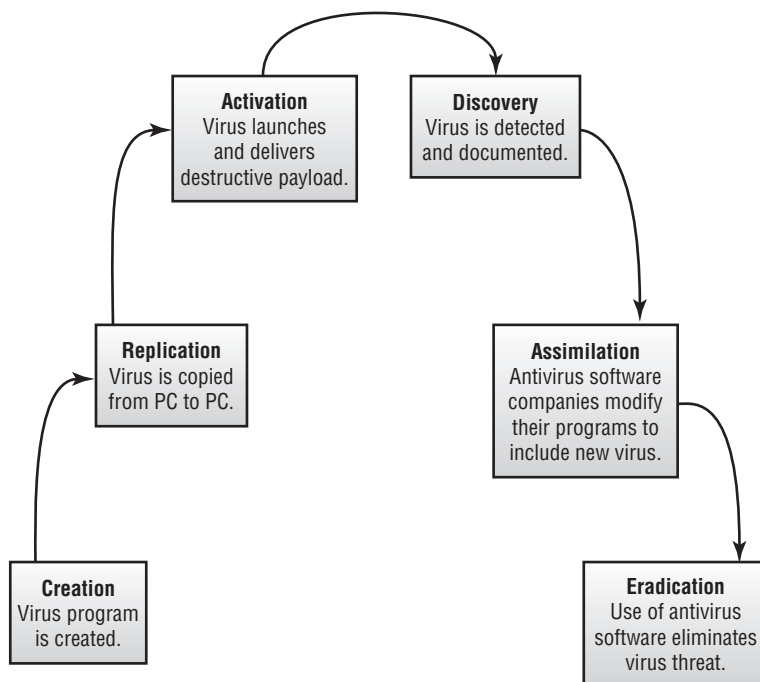 Activation
Virus launches
and delivers
destructive payload.
Discovery
Virus is detected
and documented.
Replication
Virus is copied
from PC to PC.
Assimilation
Antivirus software
companies modify
their programs to
include new virus.
Creation
Virus program
is created.
Eradication
Use of antivirus
software eliminates
virus threat.